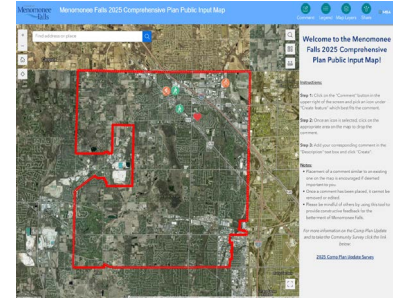 Menomonee Falls
Menomonee Falls 2025 Comprehensive Plan Public Input Map
Comment Legend Map Layers Share
Find address or place
Welcome to the Menomonee
Falls 2025 Comprehensive
Plan Public Input Map!
Instructions:
Step 1: Click on the "Comment" button in the
upper right of the screen and pick an icon under
"Create feature" which best fits the comment.
Step 2: Once an icon is selected, click on the
appropriate area on the map to drop the
comment.
Step 3: Add your corresponding comment in the
"Description" text box and click "Create".
Notes:
• Placement of a comment similar to an existing
one on the map is encouraged if deemed
important to you.
• Once a comment has been placed, it cannot be
removed or edited.
• Please be mindful of others by using this tool to
provide constructive feedback for the
betterment of Menomonee Falls.
For more information on the Comp Plan Update
and to take the Community Survey click the link
below:
2025 Comp Plan Update Survey